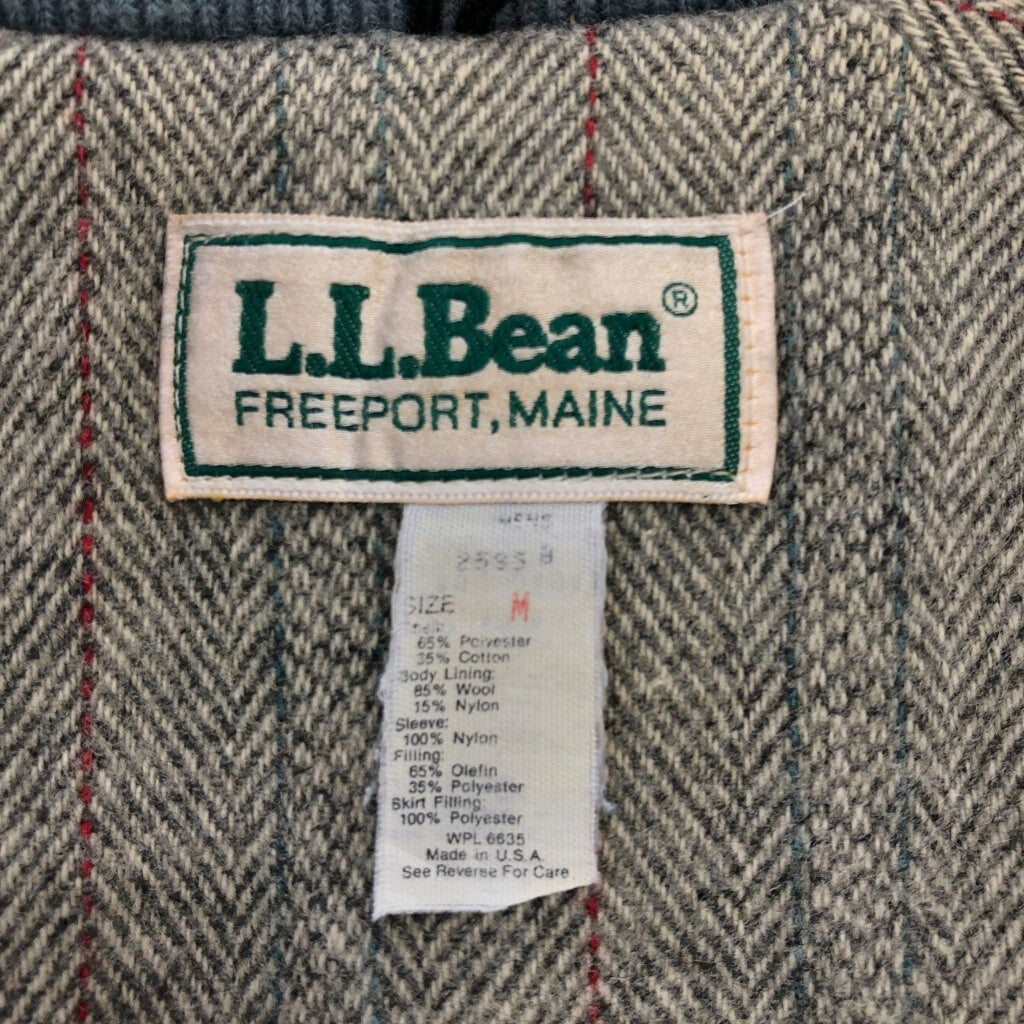 L.L.Bean®
FREEPORT, MAINE
2595 B
SIZE M
65% Polyester
35% Cotton
Body Lining:
85% Wool
15% Nylon
Sleeve:
100% Nylon
Filling:
65% Olefin
35% Polyester
Skirt Filling:
100% Polyester
WPL 6635
Made in U.S.A.
See Reverse For Care